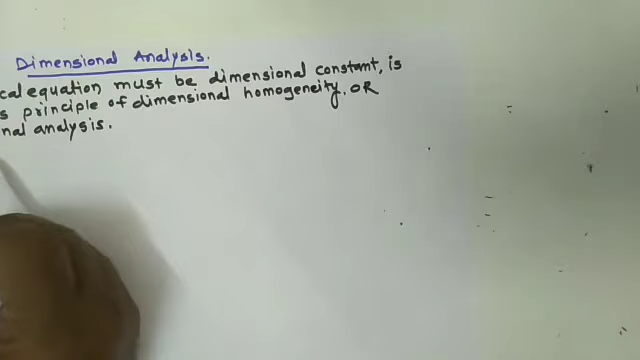 Dimensional Analysis.
cal equation must be dimensional constant, is
s principle of dimensional homogeneity. OR
nal analysis.